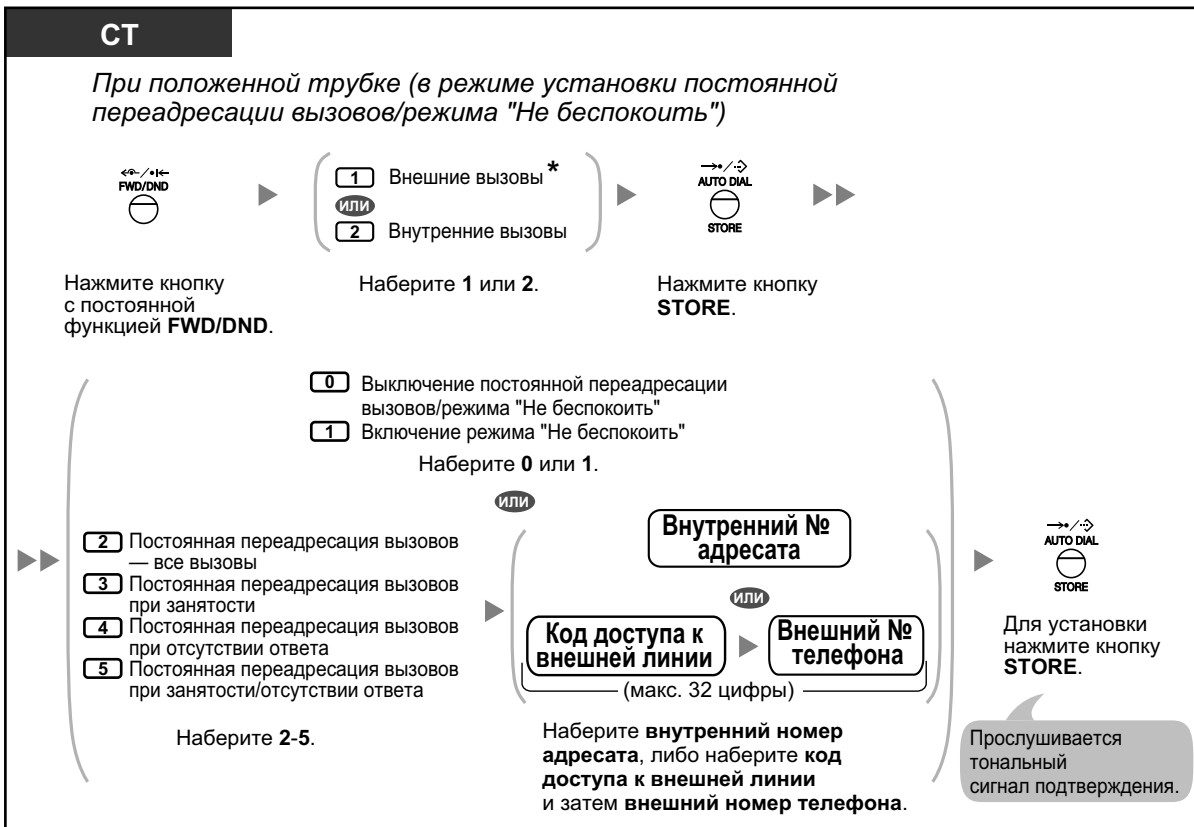 СТ
При положенной трубке (в режиме установки постоянной
переадресации вызовов/режима "Не беспокоить")
FWD/DND
1 Внешние вызовы*
или
2 Внутренние вызовы
AUTO DIAL
STORE
Нажмите кнопку
с постоянной
функцией FWD/DND.
Наберите 1 или 2.
Нажмите кнопку
STORE.
0 Выключение постоянной переадресации
вызовов/режима "Не беспокоить"
1 Включение режима "Не беспокоить"
Наберите 0 или 1.
или
2 Постоянная переадресация вызовов
— все вызовы
3 Постоянная переадресация вызовов
при занятости
4 Постоянная переадресация вызовов
при отсутствии ответа
5 Постоянная переадресация вызовов
при занятости/отсутствии ответа
Наберите 2-5.
Внутренний №
адресата
или
Код доступа к
внешней линии
Внешний №
телефона
(макс. 32 цифры)
Наберите внутренний номер
адресата, либо наберите код
доступа к внешней линии
и затем внешний номер телефона.
AUTO DIAL
STORE
Для установки
нажмите кнопку
STORE.
Прослушивается
тональный
сигнал подтверждения.